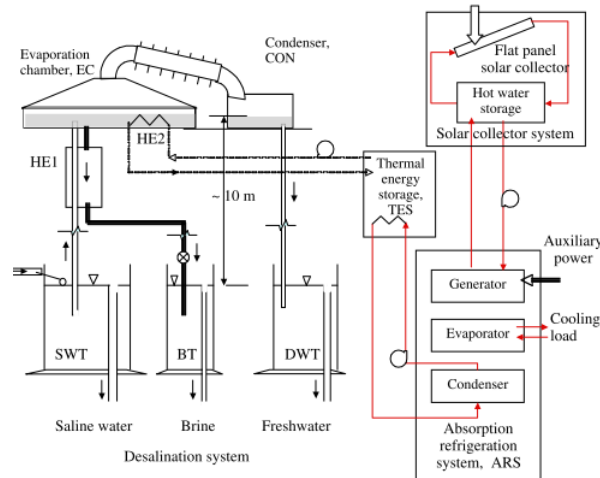 Evaporation
chamber, EC
Condenser,
CON
Flat panel
solar collector
Hot water
storage
Solar collector system
HE1
HE2
~ 10 m
Thermal
energy
storage,
TES
Auxiliary
power
Generator
Evaporator
Cooling
load
Condenser
Absorption
refrigeration
system, ARS
SWT
BT
DWT
Saline water
Brine
Freshwater
Desalination system